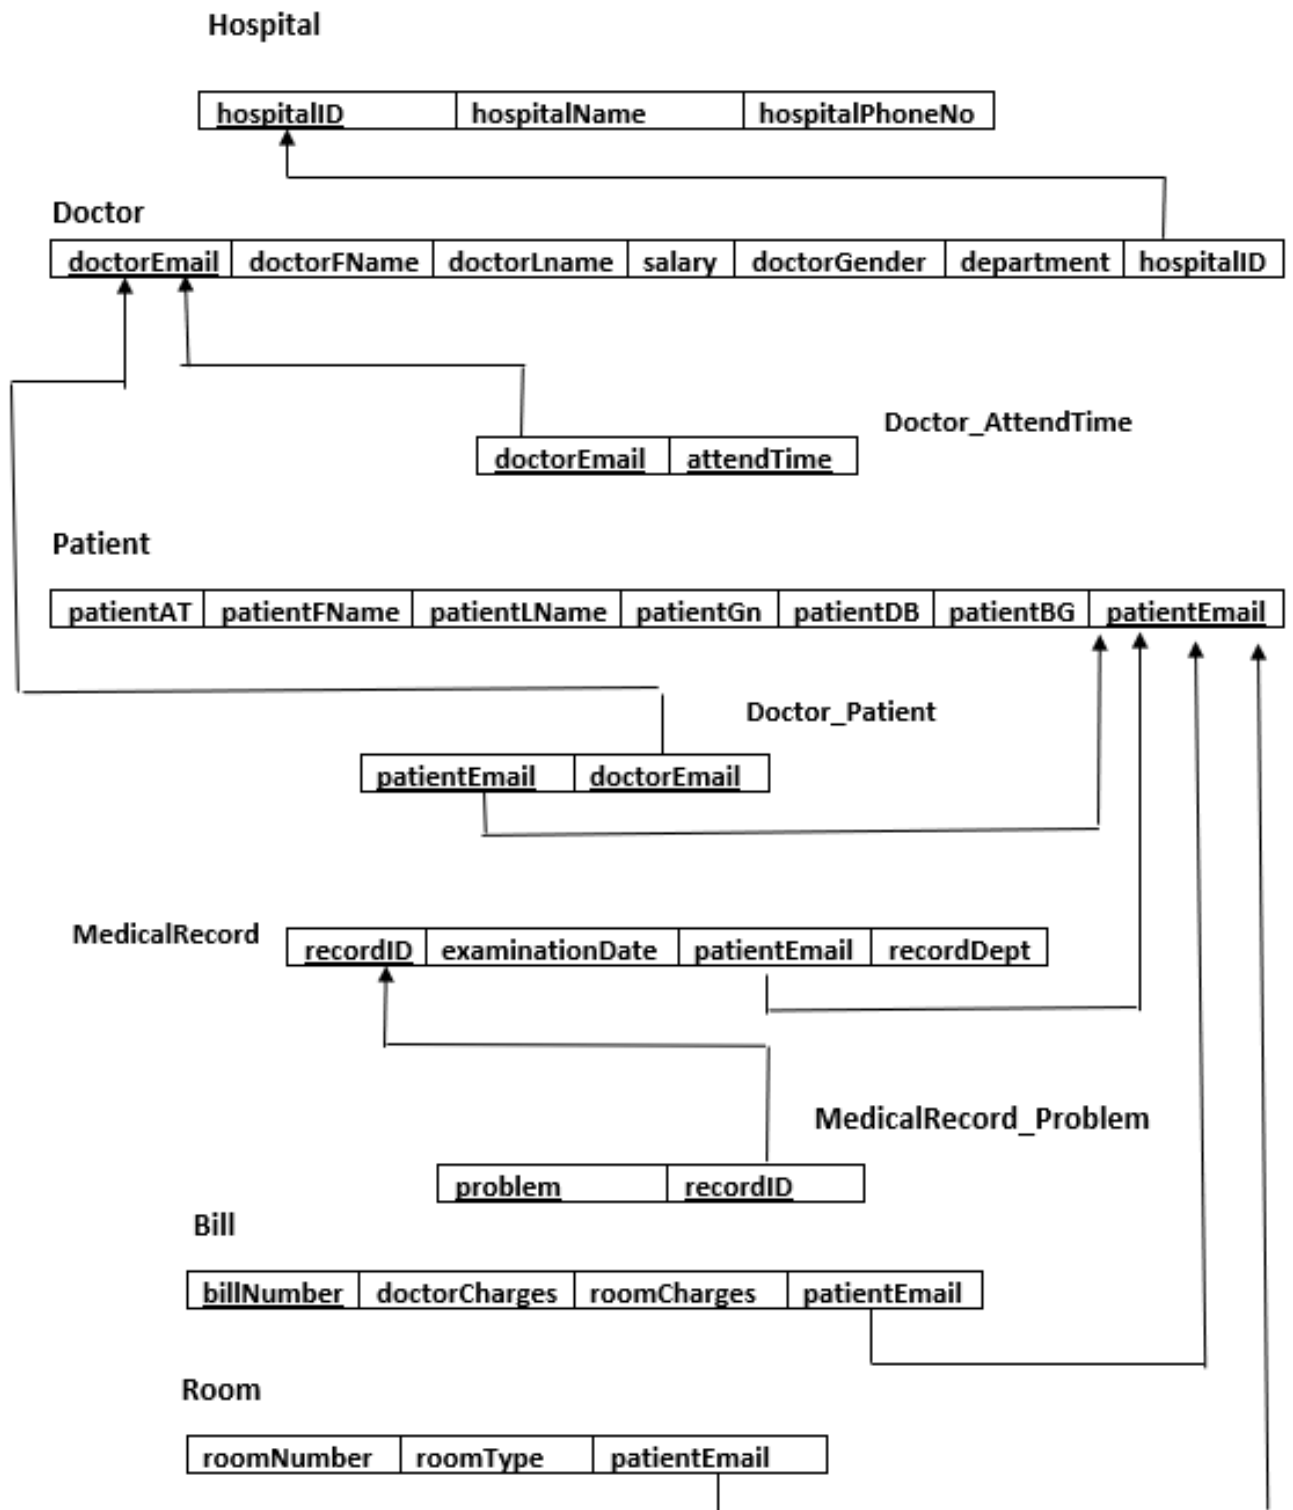 Hospital
hospitalID hospitalName hospitalPhoneNo
Doctor
doctorEmail doctorFName doctorLname salary doctorGender department hospitalID
Doctor_AttendTime
doctorEmail attendTime
Patient
patientAT patientFName patientLName patientGn patientDB patientBG patientEmail
Doctor_Patient
patientEmail doctorEmail
MedicalRecord recordID examinationDate patientEmail recordDept
MedicalRecord_Problem
problem recordID
Bill
billNumber doctorCharges roomCharges patientEmail
Room
roomNumber roomType patientEmail